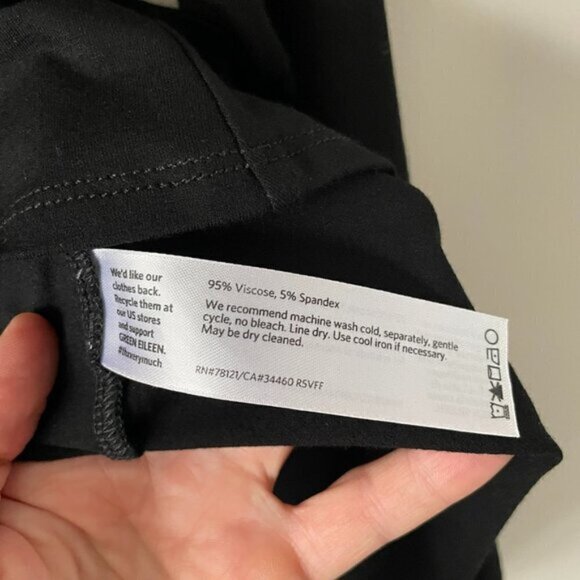 We'd like our
clothes back.
Recycle them at
our US stores
and support
GREEN EILEEN.
95% Viscose, 5% Spandex
We recommend machine wash cold, separately, gentle
cycle, no bleach. Line dry. Use cool iron if necessary.
May be dry cleaned.
RN#78121/CA#34460 R5VFF